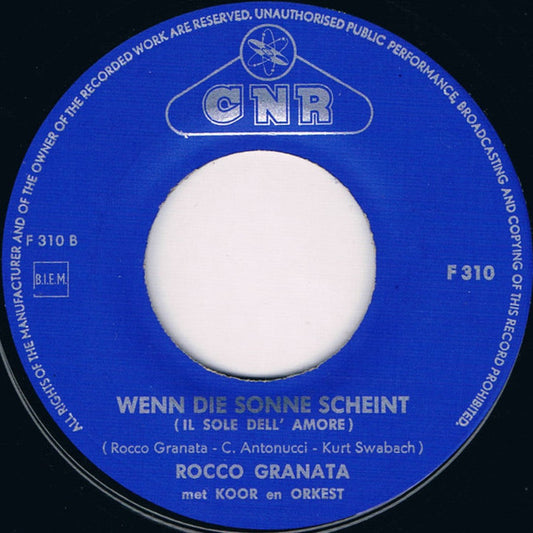 ALL RIGHTS OF THE MANUFACTURER AND OF THE OWNER OF THE RECORDED WORK ARE RESERVED. UNAUTHORISED PUBLIC PERFORMANCE, BROADCASTING AND COPYING OF THIS RECORD PROHIBITED.
CNR
F 310 B
B.I.E.M.
F 310
WENN DIE SONNE SCHEINT
(IL SOLE DELL' AMORE)
(Rocco Granata - C. Antonucci - Kurt Swabach)
ROCCO GRANATA
met KOOR en ORKEST